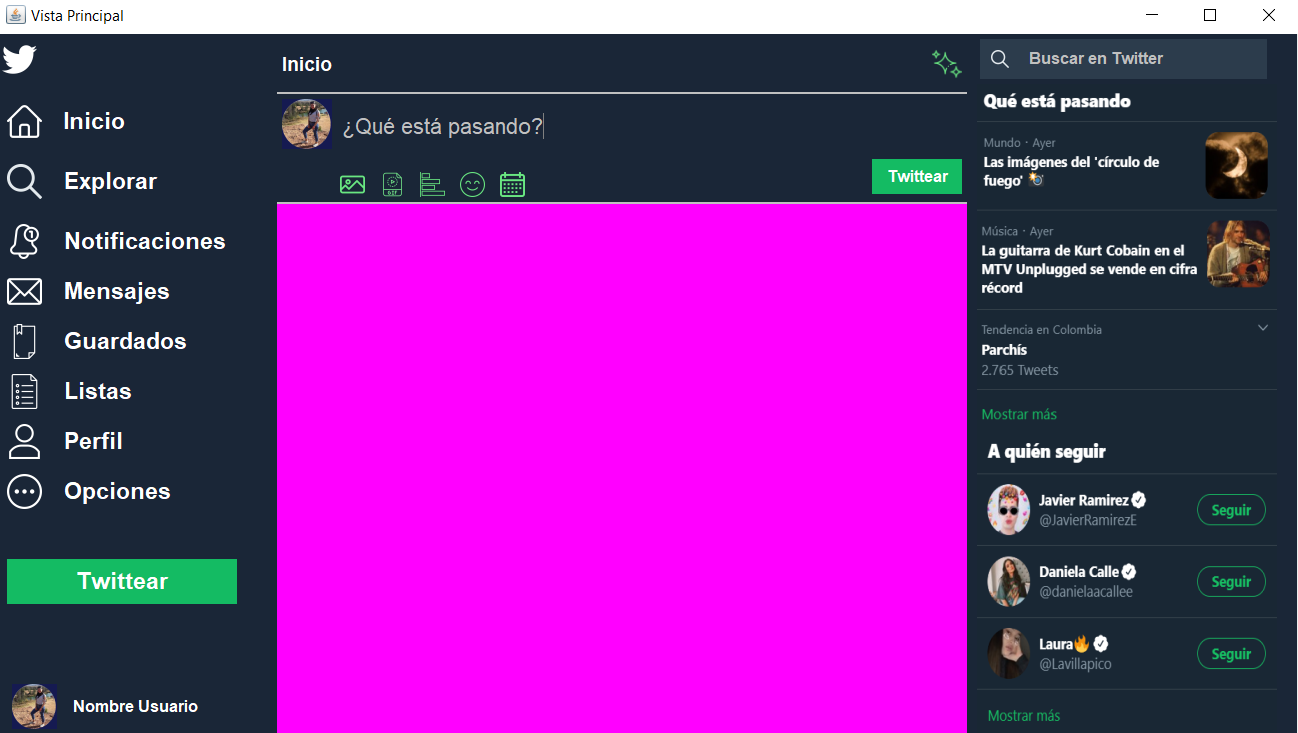 Vista Principal
Inicio
Explorar
Notificaciones
Mensajes
Guardados
Listas
Perfil
Opciones
Twittear
Nombre Usuario
Inicio
¿Qué está pasando?
GIF
Twittear
Buscar en Twitter
Qué está pasando
Mundo · Ayer
Las imágenes del 'círculo de
fuego' 📸
Música · Ayer
La guitarra de Kurt Cobain en el
MTV Unplugged se vende en cifra
récord
Tendencia en Colombia
Parchís
2.765 Tweets
Mostrar más
A quién seguir
Javier Ramirez
@JavierRamirezE
Seguir
Daniela Calle
@danielaacallee
Seguir
Laura🔥
@Lavillapico
Seguir
Mostrar más